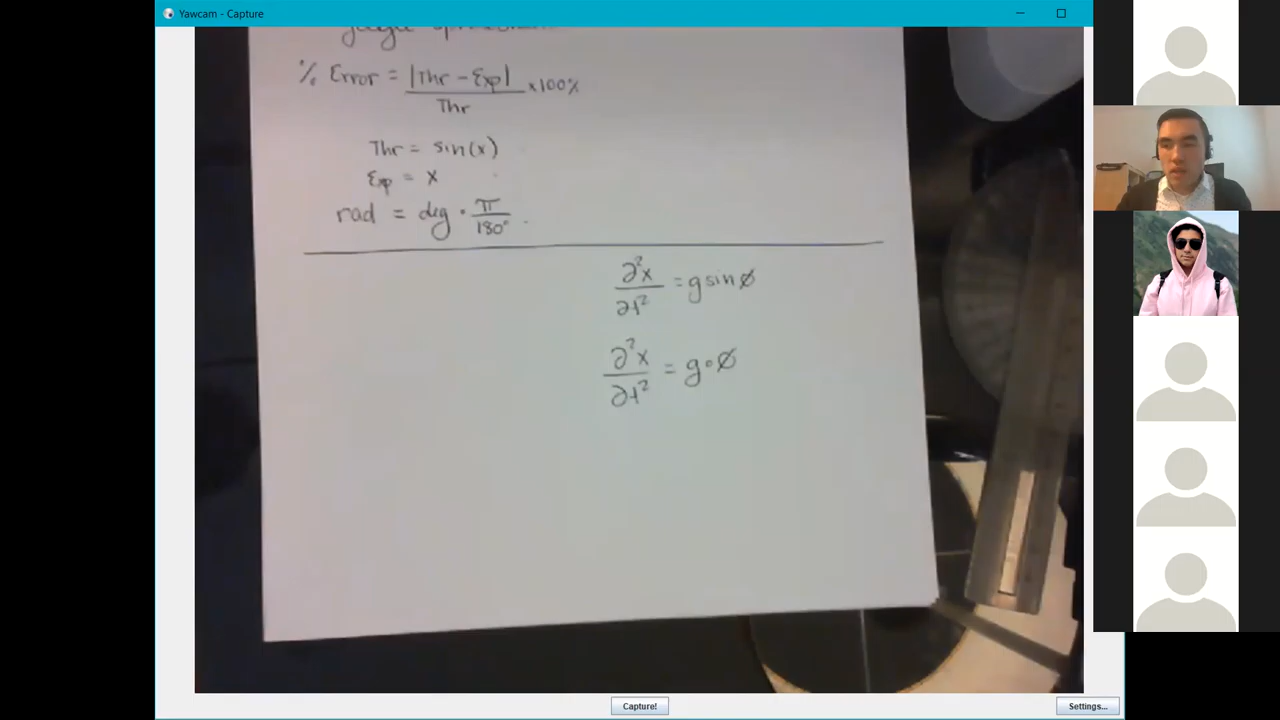 Yawcam - Capture
% Error = |Thr - Exp| / Thr × 100%
Thr = sin(x)
Exp = x
rad = deg · π / 180°
∂²x / ∂t² = g sin ∅
∂²x / ∂t² = g · ∅
Capture!
Settings...